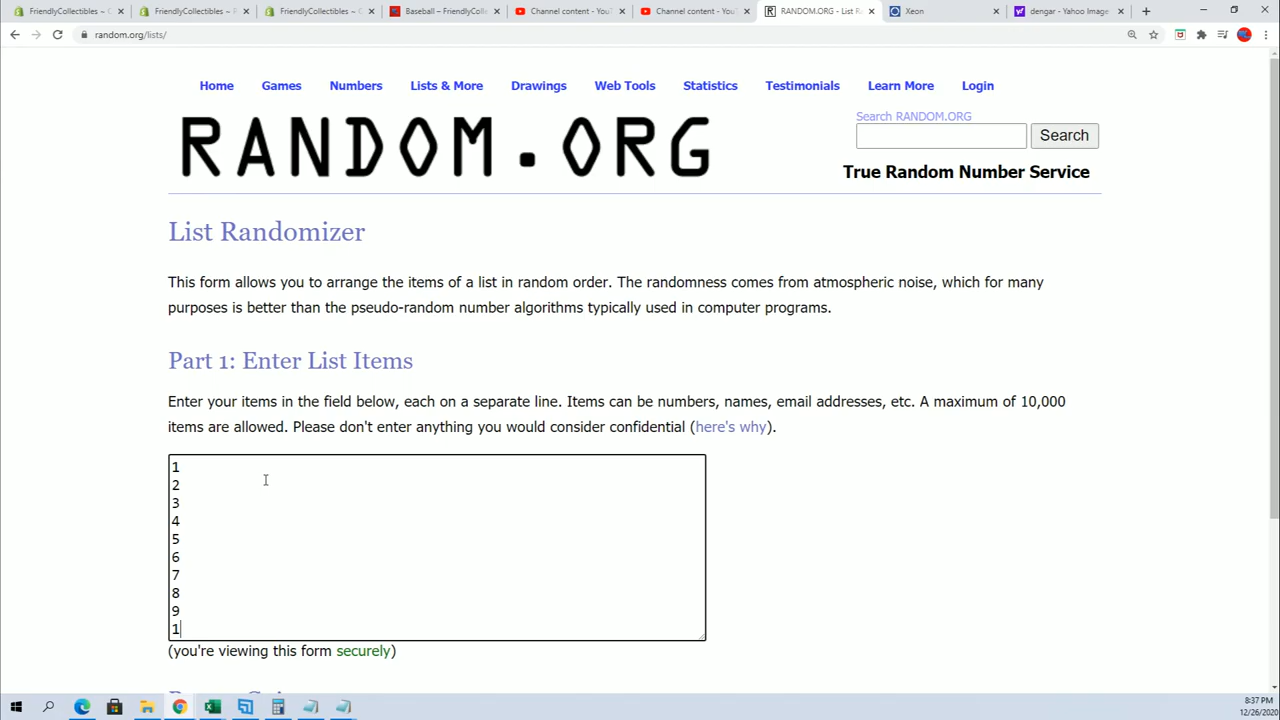 FriendlyCollectibles ~ C
FriendlyCollectibles ~ P
FriendlyCollectibles ~ C
Baseball – FriendlyColle
Channel content - YouT
Channel content - YouT
RANDOM.ORG - List R
Xeon
dengar - Yahoo Image
random.org/lists/
Home Games Numbers Lists & More Drawings Web Tools Statistics Testimonials Learn More Login
RANDOM.ORG
Search RANDOM.ORG
Search
True Random Number Service
List Randomizer
This form allows you to arrange the items of a list in random order. The randomness comes from atmospheric noise, which for many
purposes is better than the pseudo-random number algorithms typically used in computer programs.
Part 1: Enter List Items
Enter your items in the field below, each on a separate line. Items can be numbers, names, email addresses, etc. A maximum of 10,000
items are allowed. Please don't enter anything you would consider confidential (here's why).
1
2
3
4
5
6
7
8
9
1
(you're viewing this form securely)
8:37 PM
12/26/2020